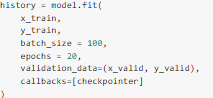 history = model.fit(
x_train,
y_train,
batch_size = 100,
epochs = 20,
validation_data=(x_valid, y_valid),
callbacks=[checkpointer]
)